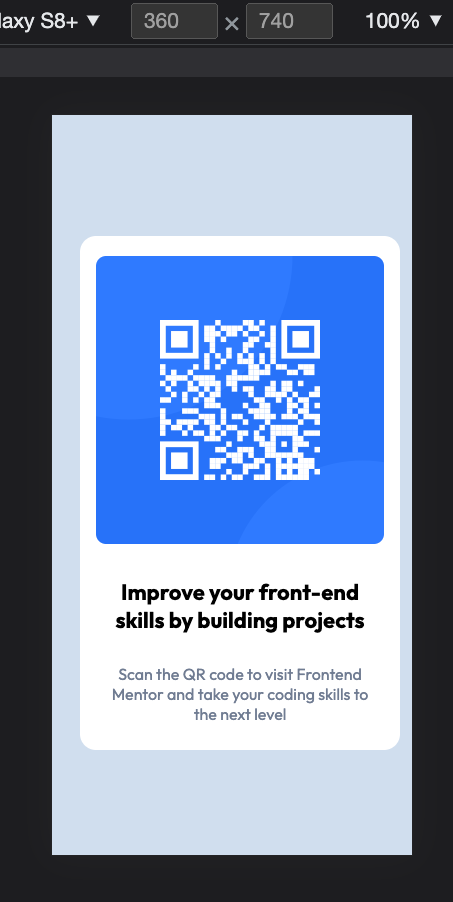 laxy S8+ ▼ 360 × 740 100% ▼
Improve your front-end
skills by building projects
Scan the QR code to visit Frontend
Mentor and take your coding skills to
the next level